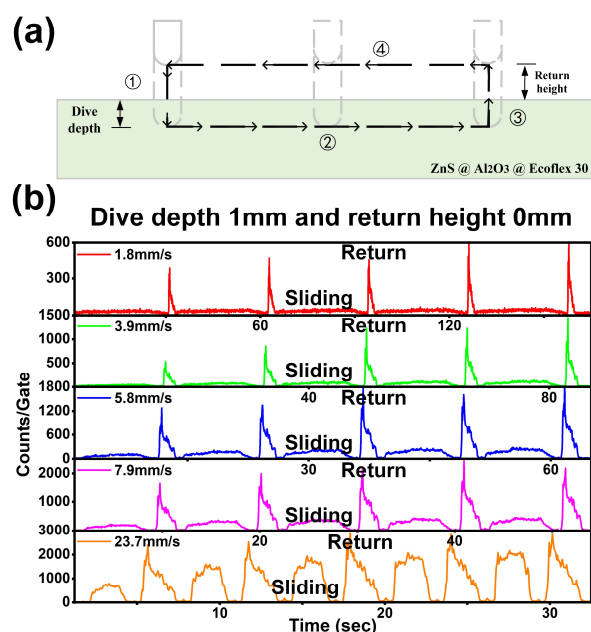 (a)
④
①
Return
height
Dive
depth
③
②
ZnS @ Al2O3 @ Ecoflex 30
(b)
Dive depth 1mm and return height 0mm
600
1.8mm/s
Return
300
Sliding
1500
60
120
3.9mm/s
Return
1000
500
Sliding
1800
40
80
5.8mm/s
Return
1200
600
Sliding
0
30
60
7.9mm/s
Return
2000
1000
Sliding
3000
20
40
23.7mm/s
Return
2000
1000
Sliding
0
0
10
20
30
Counts/Gate
Time (sec)